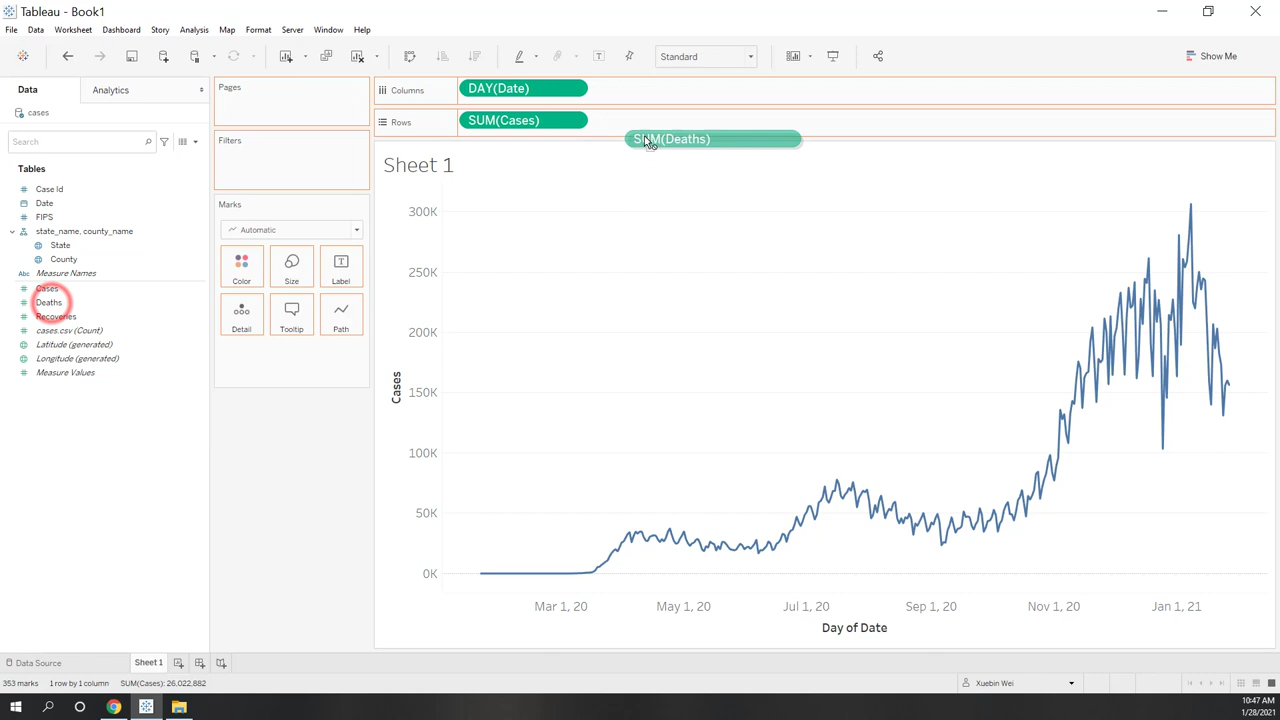 Tableau - Book1
File Data Worksheet Dashboard Story Analysis Map Format Server Window Help
Standard
Show Me
Data
Analytics
cases
Search
Tables
Case Id
Date
FIPS
state_name, county_name
State
County
Abc Measure Names
Cases
Deaths
Recoveries
cases.csv (Count)
Latitude (generated)
Longitude (generated)
Measure Values
Pages
Filters
Marks
Automatic
Color
Size
Label
Detail
Tooltip
Path
Columns
DAY(Date)
Rows
SUM(Cases)
SUM(Deaths)
Sheet 1
300K
250K
200K
150K
100K
50K
0K
Cases
Mar 1, 20
May 1, 20
Jul 1, 20
Sep 1, 20
Nov 1, 20
Jan 1, 21
Day of Date
Data Source
Sheet 1
353 marks
1 row by 1 column
SUM(Cases): 26,022,882
Xuebin Wei
10:47 AM
1/28/2021